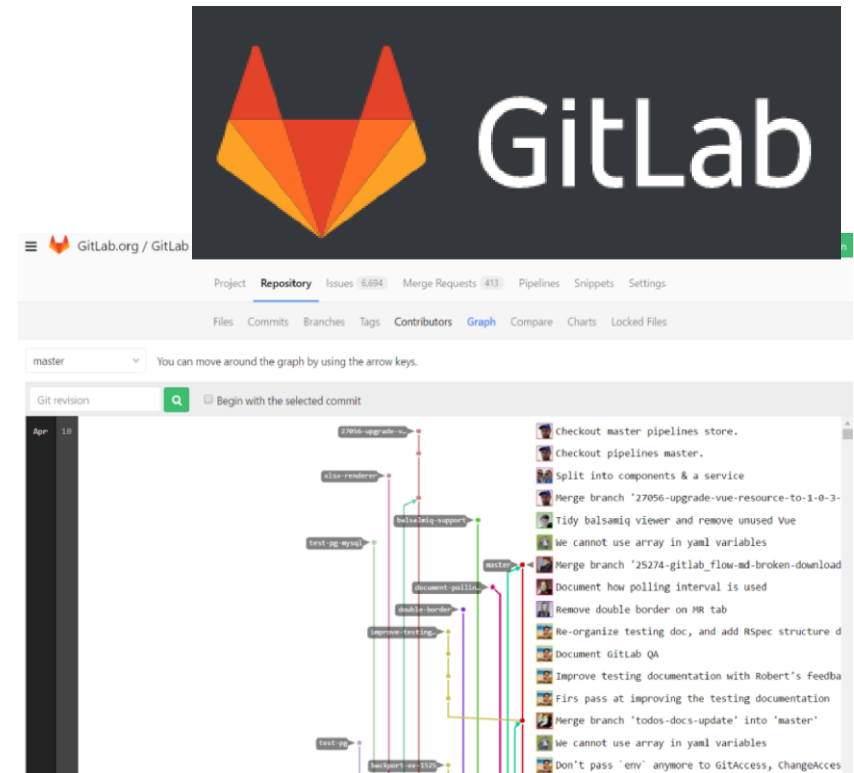 GitLab
GitLab.org / GitLab
Project Repository Issues 6,694 Merge Requests 413 Pipelines Snippets Settings
Files Commits Branches Tags Contributors Graph Compare Charts Locked Files
master You can move around the graph by using the arrow keys.
Git revision Begin with the selected commit
Apr 10 27056-upgrade-v… Checkout master pipelines store.
Checkout pipelines master.
xlsx-renderer Split into components & a service
Merge branch '27056-upgrade-vue-resource-to-1-0-3-
balsalmiq-support Tidy balsamiq viewer and remove unused Vue
test-pg-mysql We cannot use array in yaml variables
master Merge branch '25274-gitlab_flow-md-broken-download
document-pollin… Document how polling interval is used
double-border Remove double border on MR tab
improve-testing… Re-organize testing doc, and add RSpec structure d
Document GitLab QA
Improve testing documentation with Robert's feedba
Firs pass at improving the testing documentation
Merge branch 'todos-docs-update' into 'master'
test-pg We cannot use array in yaml variables
backport-ee-1525 Don't pass `env` anymore to GitAccess, ChangeAcces